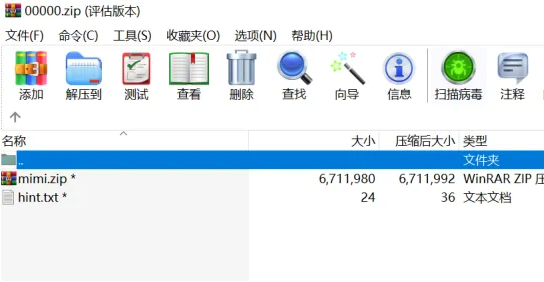 00000.zip (评估版本)
文件(F) 命令(C) 工具(S) 收藏夹(O) 选项(N) 帮助(H)
添加 解压到 测试 查看 删除 查找 向导 信息 扫描病毒 注释
名称 大小 压缩后大小 类型
.. 文件夹
mimi.zip * 6,711,980 6,711,992 WinRAR ZIP 压
hint.txt * 24 36 文本文档